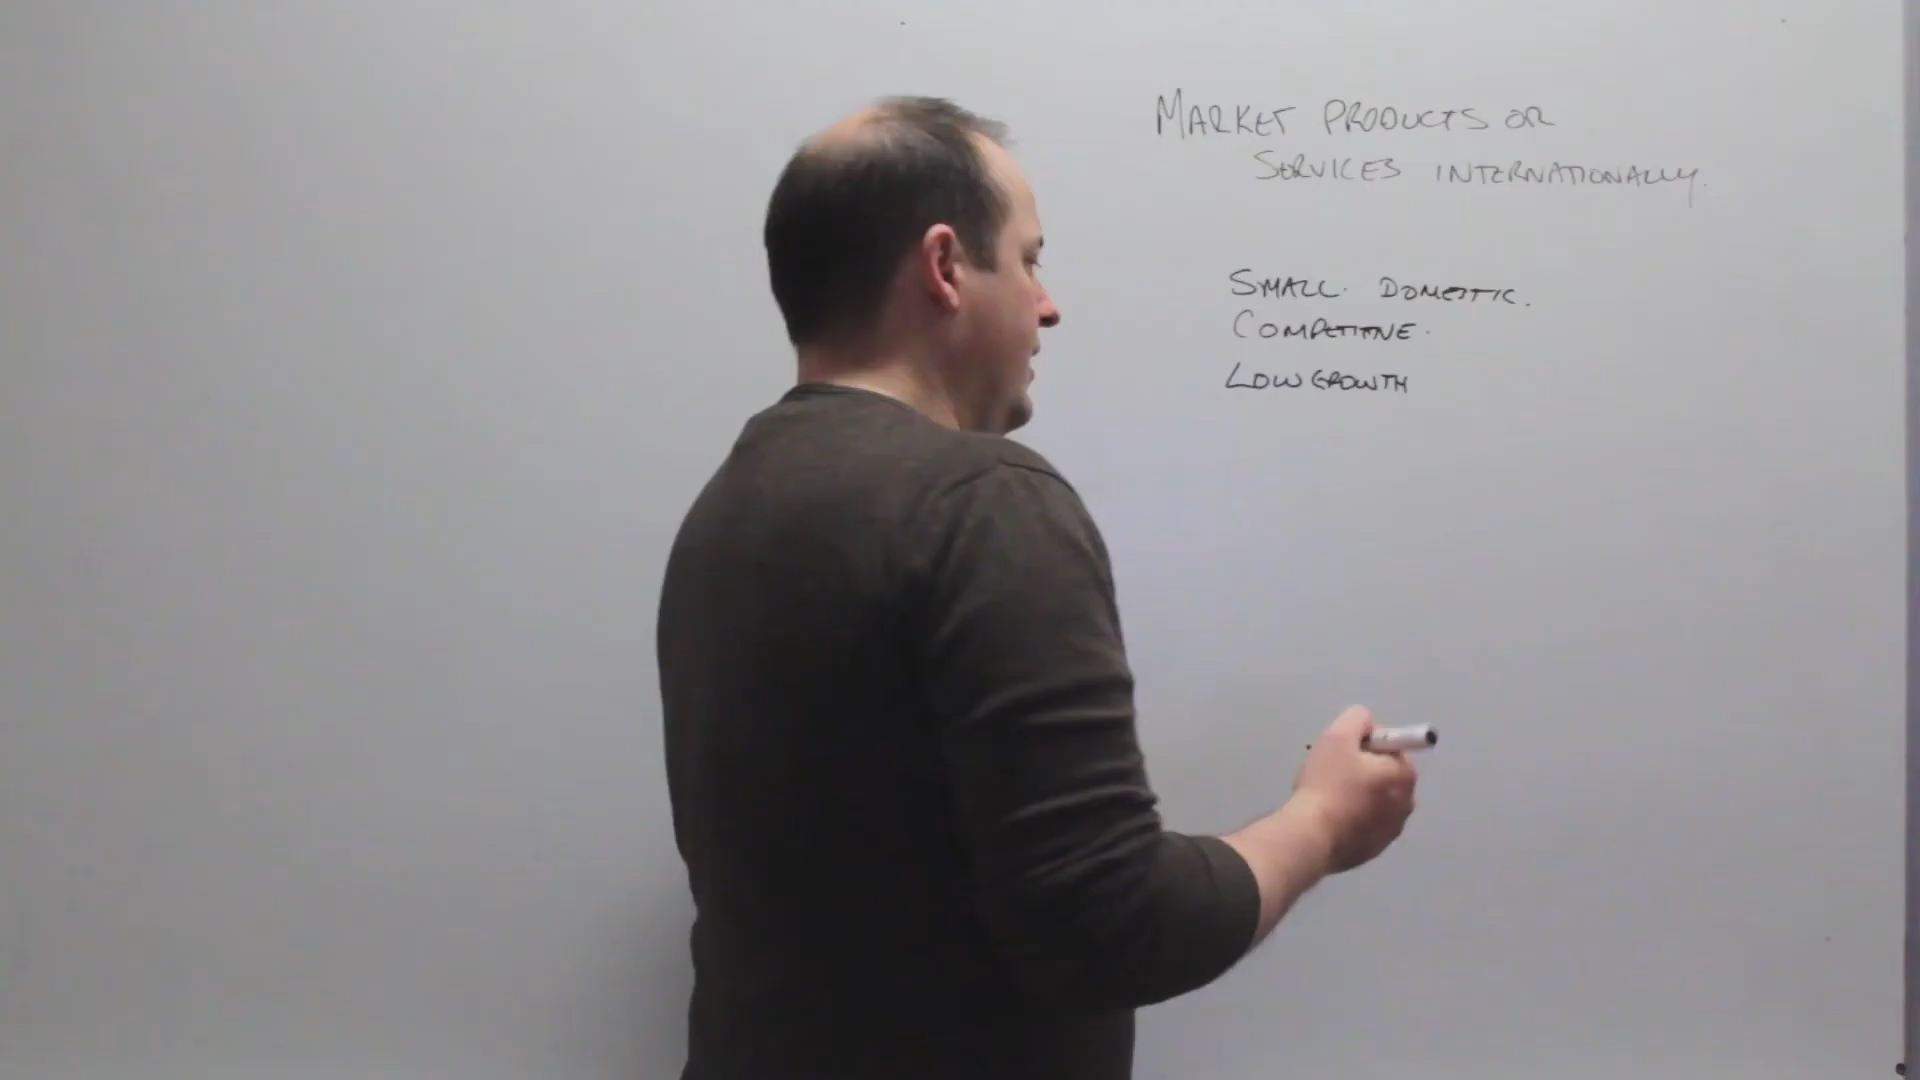 MARKET PRODUCTS OR
SERVICES INTERNATIONALLY.
SMALL. DOMESTIC.
COMPETITIVE.
LOW GROWTH